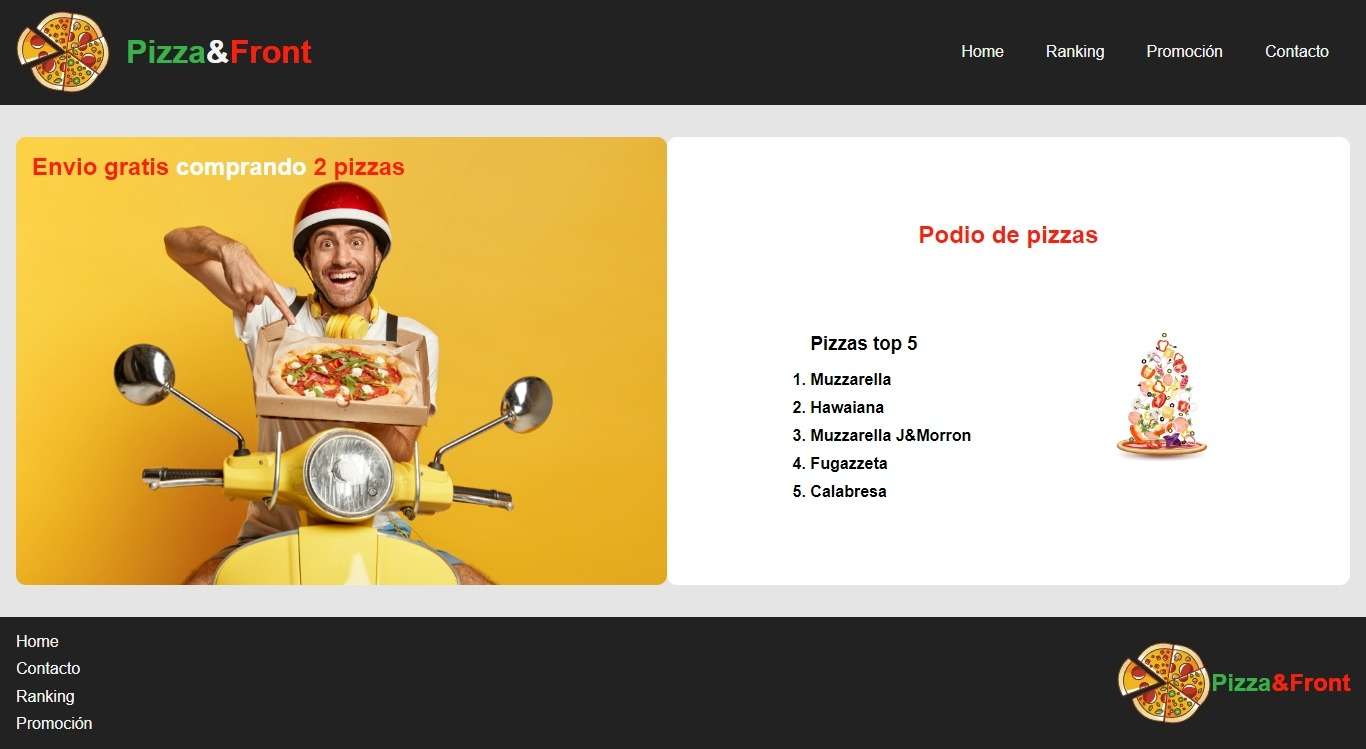 Pizza&Front
Home Ranking Promoción Contacto
Envio gratis comprando 2 pizzas
Podio de pizzas
Pizzas top 5
1. Muzzarella
2. Hawaiana
3. Muzzarella J&Morron
4. Fugazzeta
5. Calabresa
Home
Contacto
Ranking
Promoción
Pizza&Front